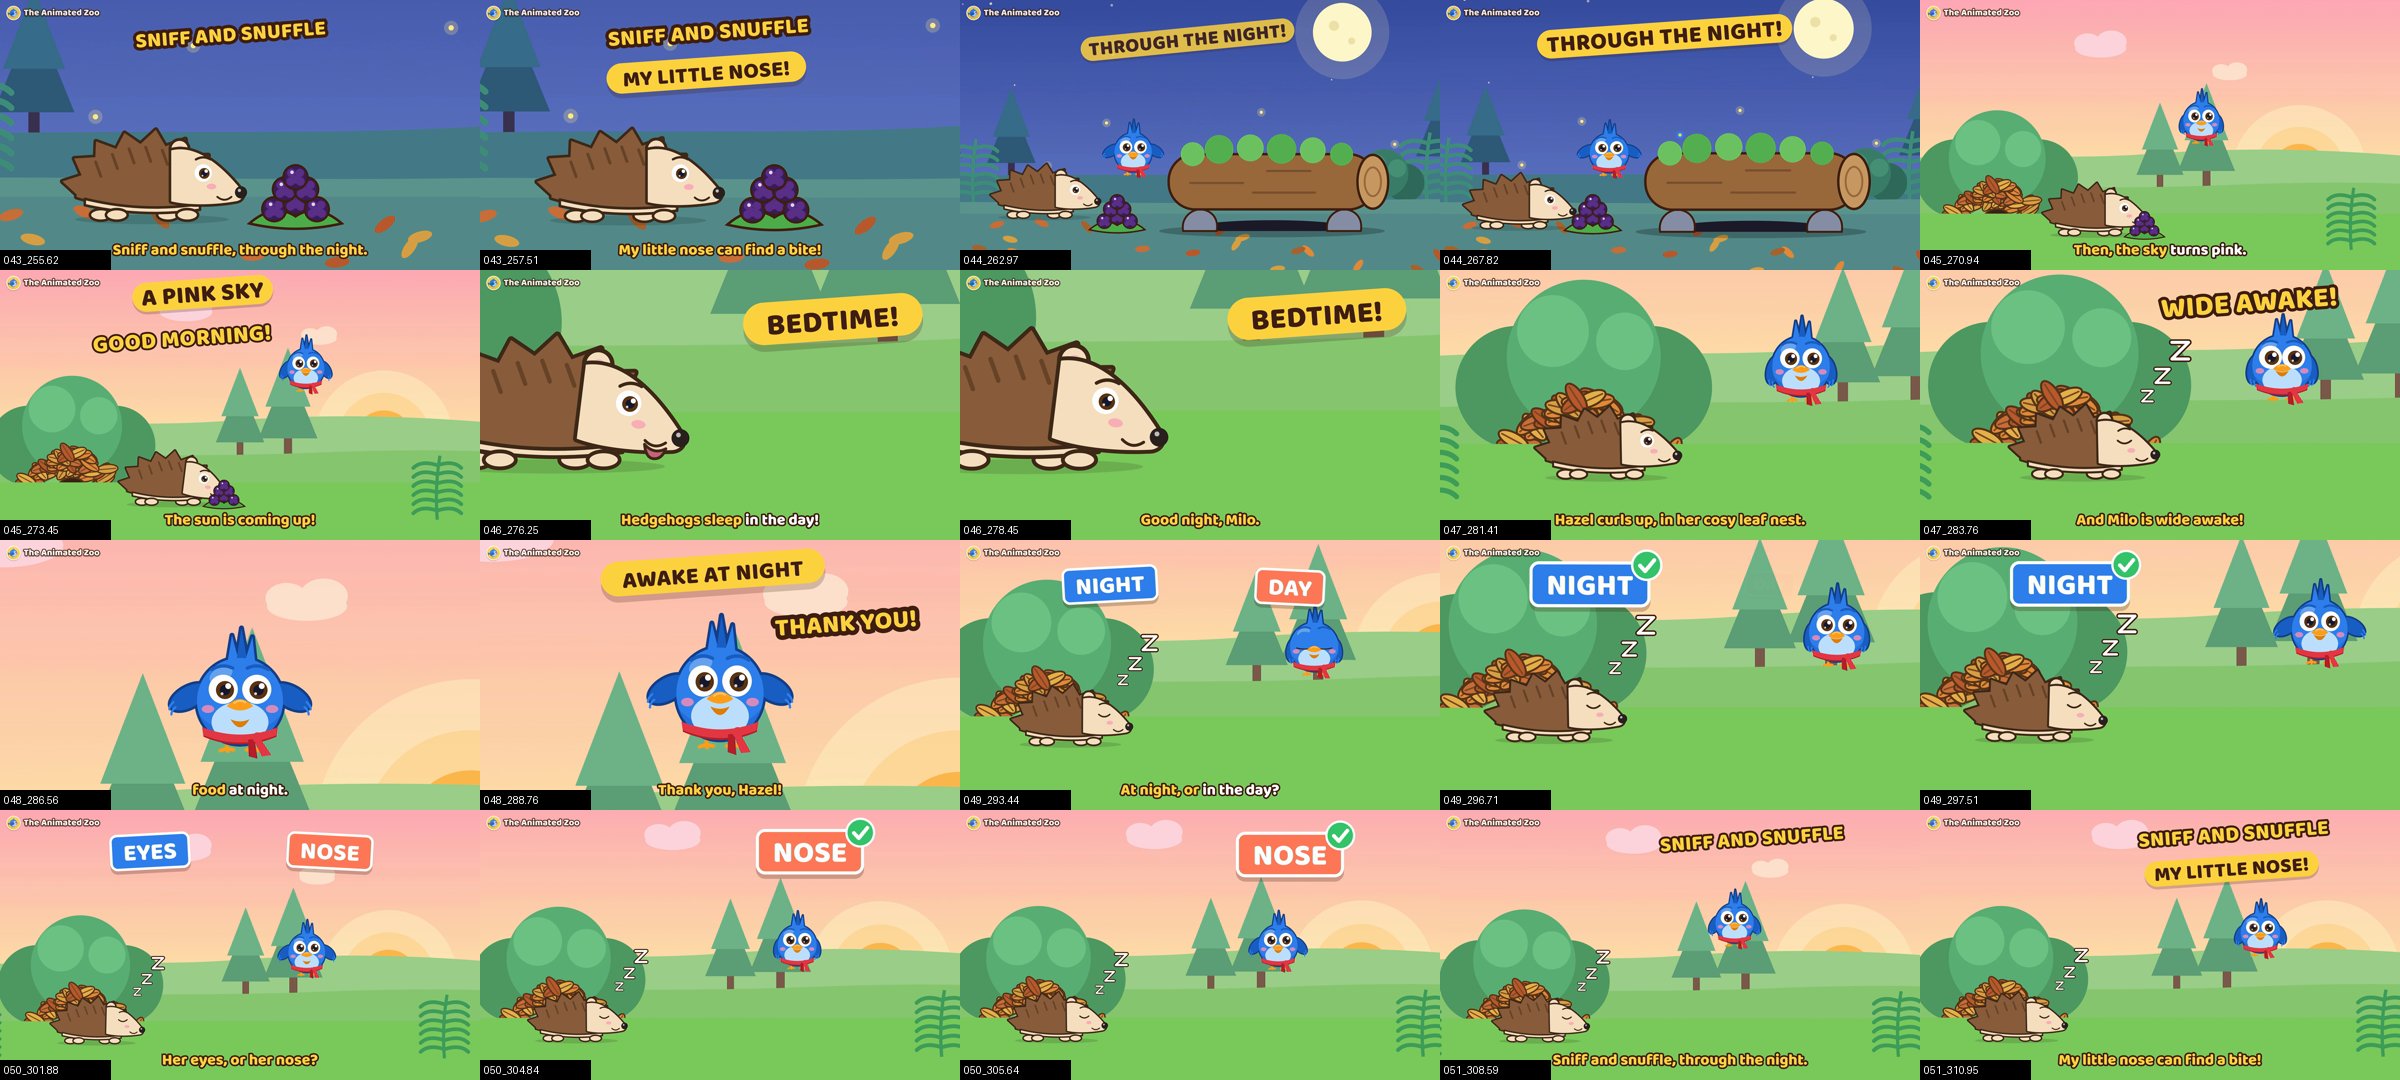 The Animated Zoo
SNIFF AND SNUFFLE
Sniff and snuffle, through the night.
043_255.62
The Animated Zoo
SNIFF AND SNUFFLE
MY LITTLE NOSE!
My little nose can find a bite!
043_257.51
The Animated Zoo
THROUGH THE NIGHT!
044_262.97
The Animated Zoo
THROUGH THE NIGHT!
044_267.82
The Animated Zoo
Then, the sky turns pink.
045_270.94
The Animated Zoo
A PINK SKY
GOOD MORNING!
The sun is coming up!
045_273.45
The Animated Zoo
BEDTIME!
Hedgehogs sleep in the day!
046_276.25
The Animated Zoo
BEDTIME!
Good night, Milo.
046_278.45
The Animated Zoo
Hazel curls up, in her cosy leaf nest.
047_281.41
The Animated Zoo
WIDE AWAKE!
Z
Z
Z
And Milo is wide awake!
047_283.76
The Animated Zoo
food at night.
048_286.56
The Animated Zoo
AWAKE AT NIGHT
THANK YOU!
Thank you, Hazel!
048_288.76
The Animated Zoo
NIGHT
DAY
Z
Z
Z
At night, or in the day?
049_293.44
The Animated Zoo
NIGHT
Z
Z
Z
049_296.71
The Animated Zoo
NIGHT
Z
Z
Z
049_297.51
The Animated Zoo
EYES
NOSE
Z
Z
Z
Her eyes, or her nose?
050_301.88
The Animated Zoo
NOSE
Z
Z
Z
050_304.84
The Animated Zoo
NOSE
Z
Z
Z
050_305.64
The Animated Zoo
SNIFF AND SNUFFLE
Z
Z
Z
Sniff and snuffle, through the night.
051_308.59
The Animated Zoo
SNIFF AND SNUFFLE
MY LITTLE NOSE!
Z
Z
Z
My little nose can find a bite!
051_310.95